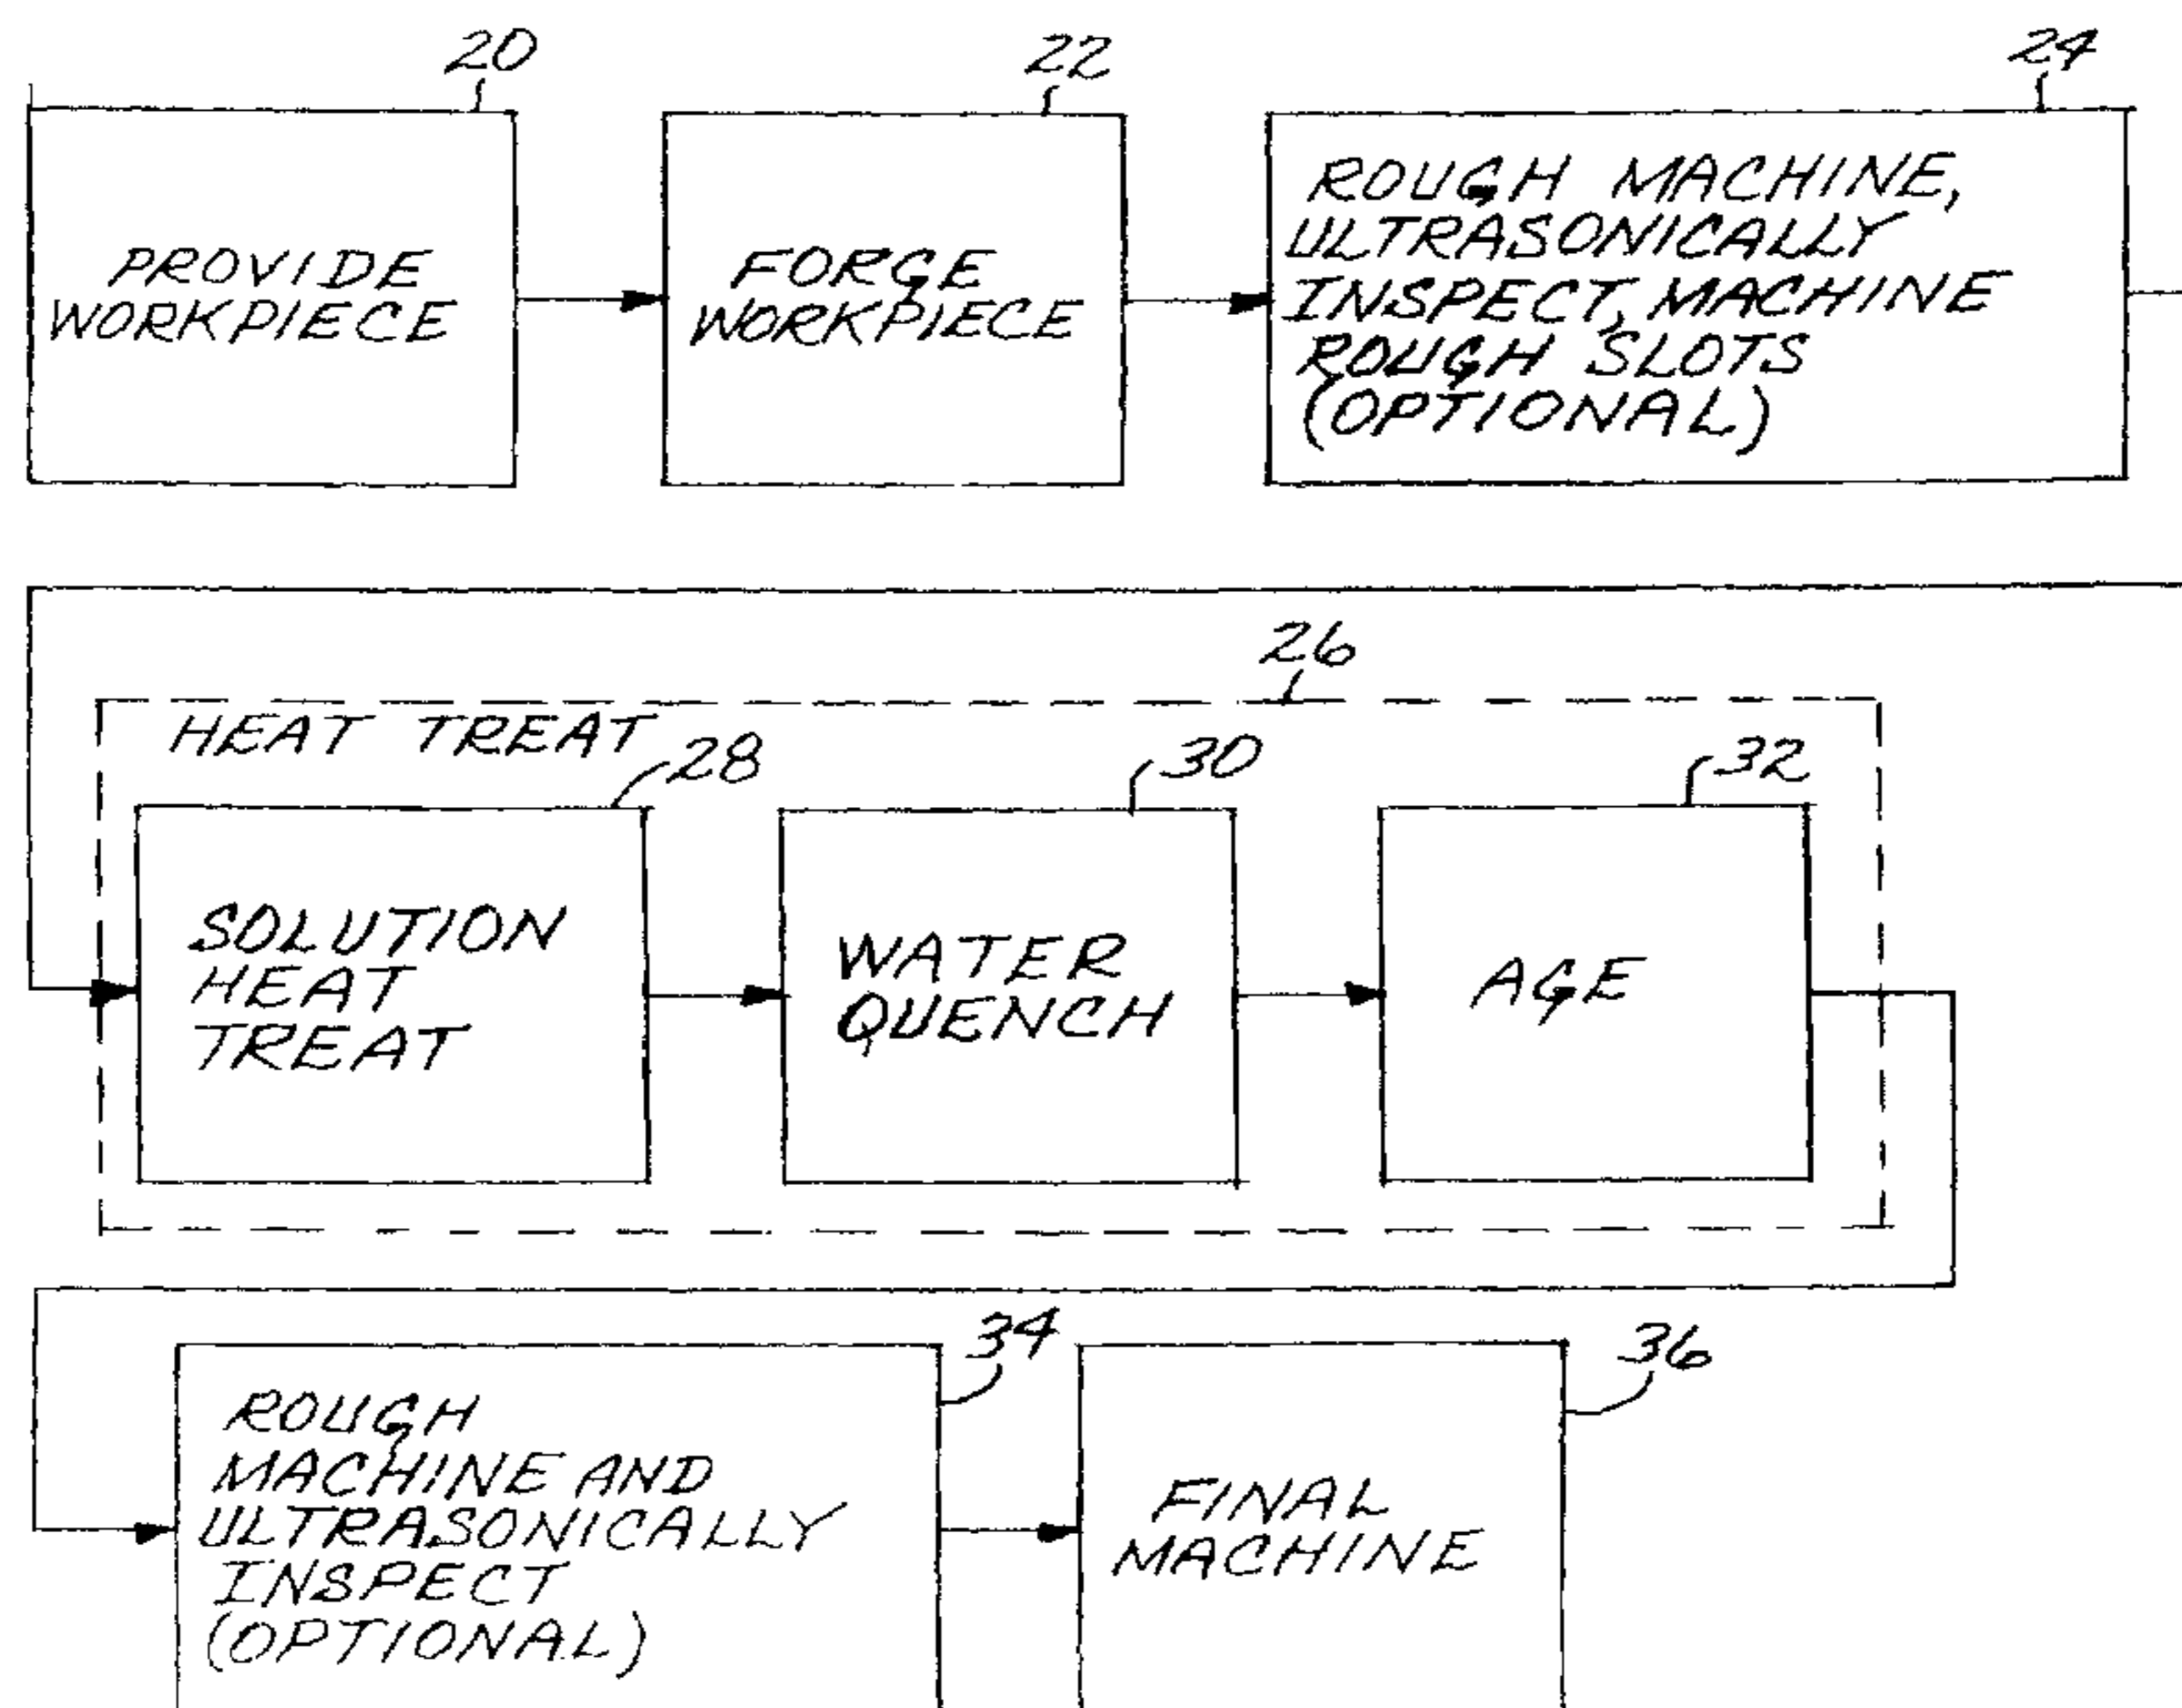 20
22
24
PROVIDE
WORKPIECE
FORGE
WORKPIECE
ROUGH MACHINE,
ULTRASONICALLY
INSPECT, MACHINE
ROUGH SLOTS
(OPTIONAL)
26
HEAT TREAT
28
30
32
SOLUTION
HEAT
TREAT
WATER
QUENCH
AGE
34
36
ROUGH
MACHINE AND
ULTRASONICALLY
INSPECT
(OPTIONAL)
FINAL
MACHINE